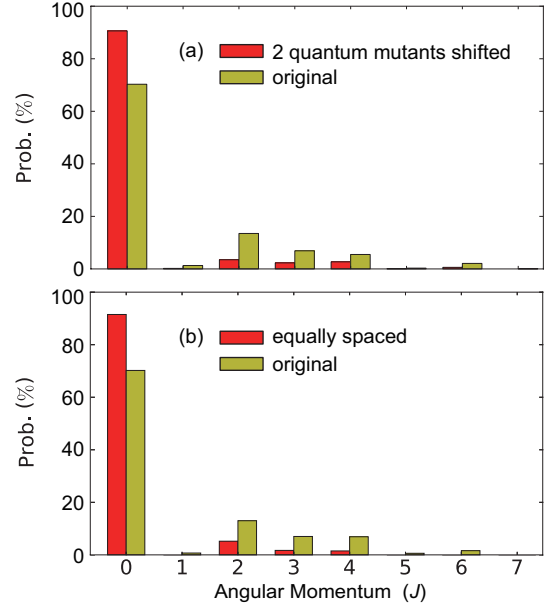 100
80
60
40
20
0
Prob. (%)
(a)
2 quantum mutants shifted
original
100
80
60
40
20
0
Prob. (%)
(b)
equally spaced
original
0 1 2 3 4 5 6 7
Angular Momentum (J)